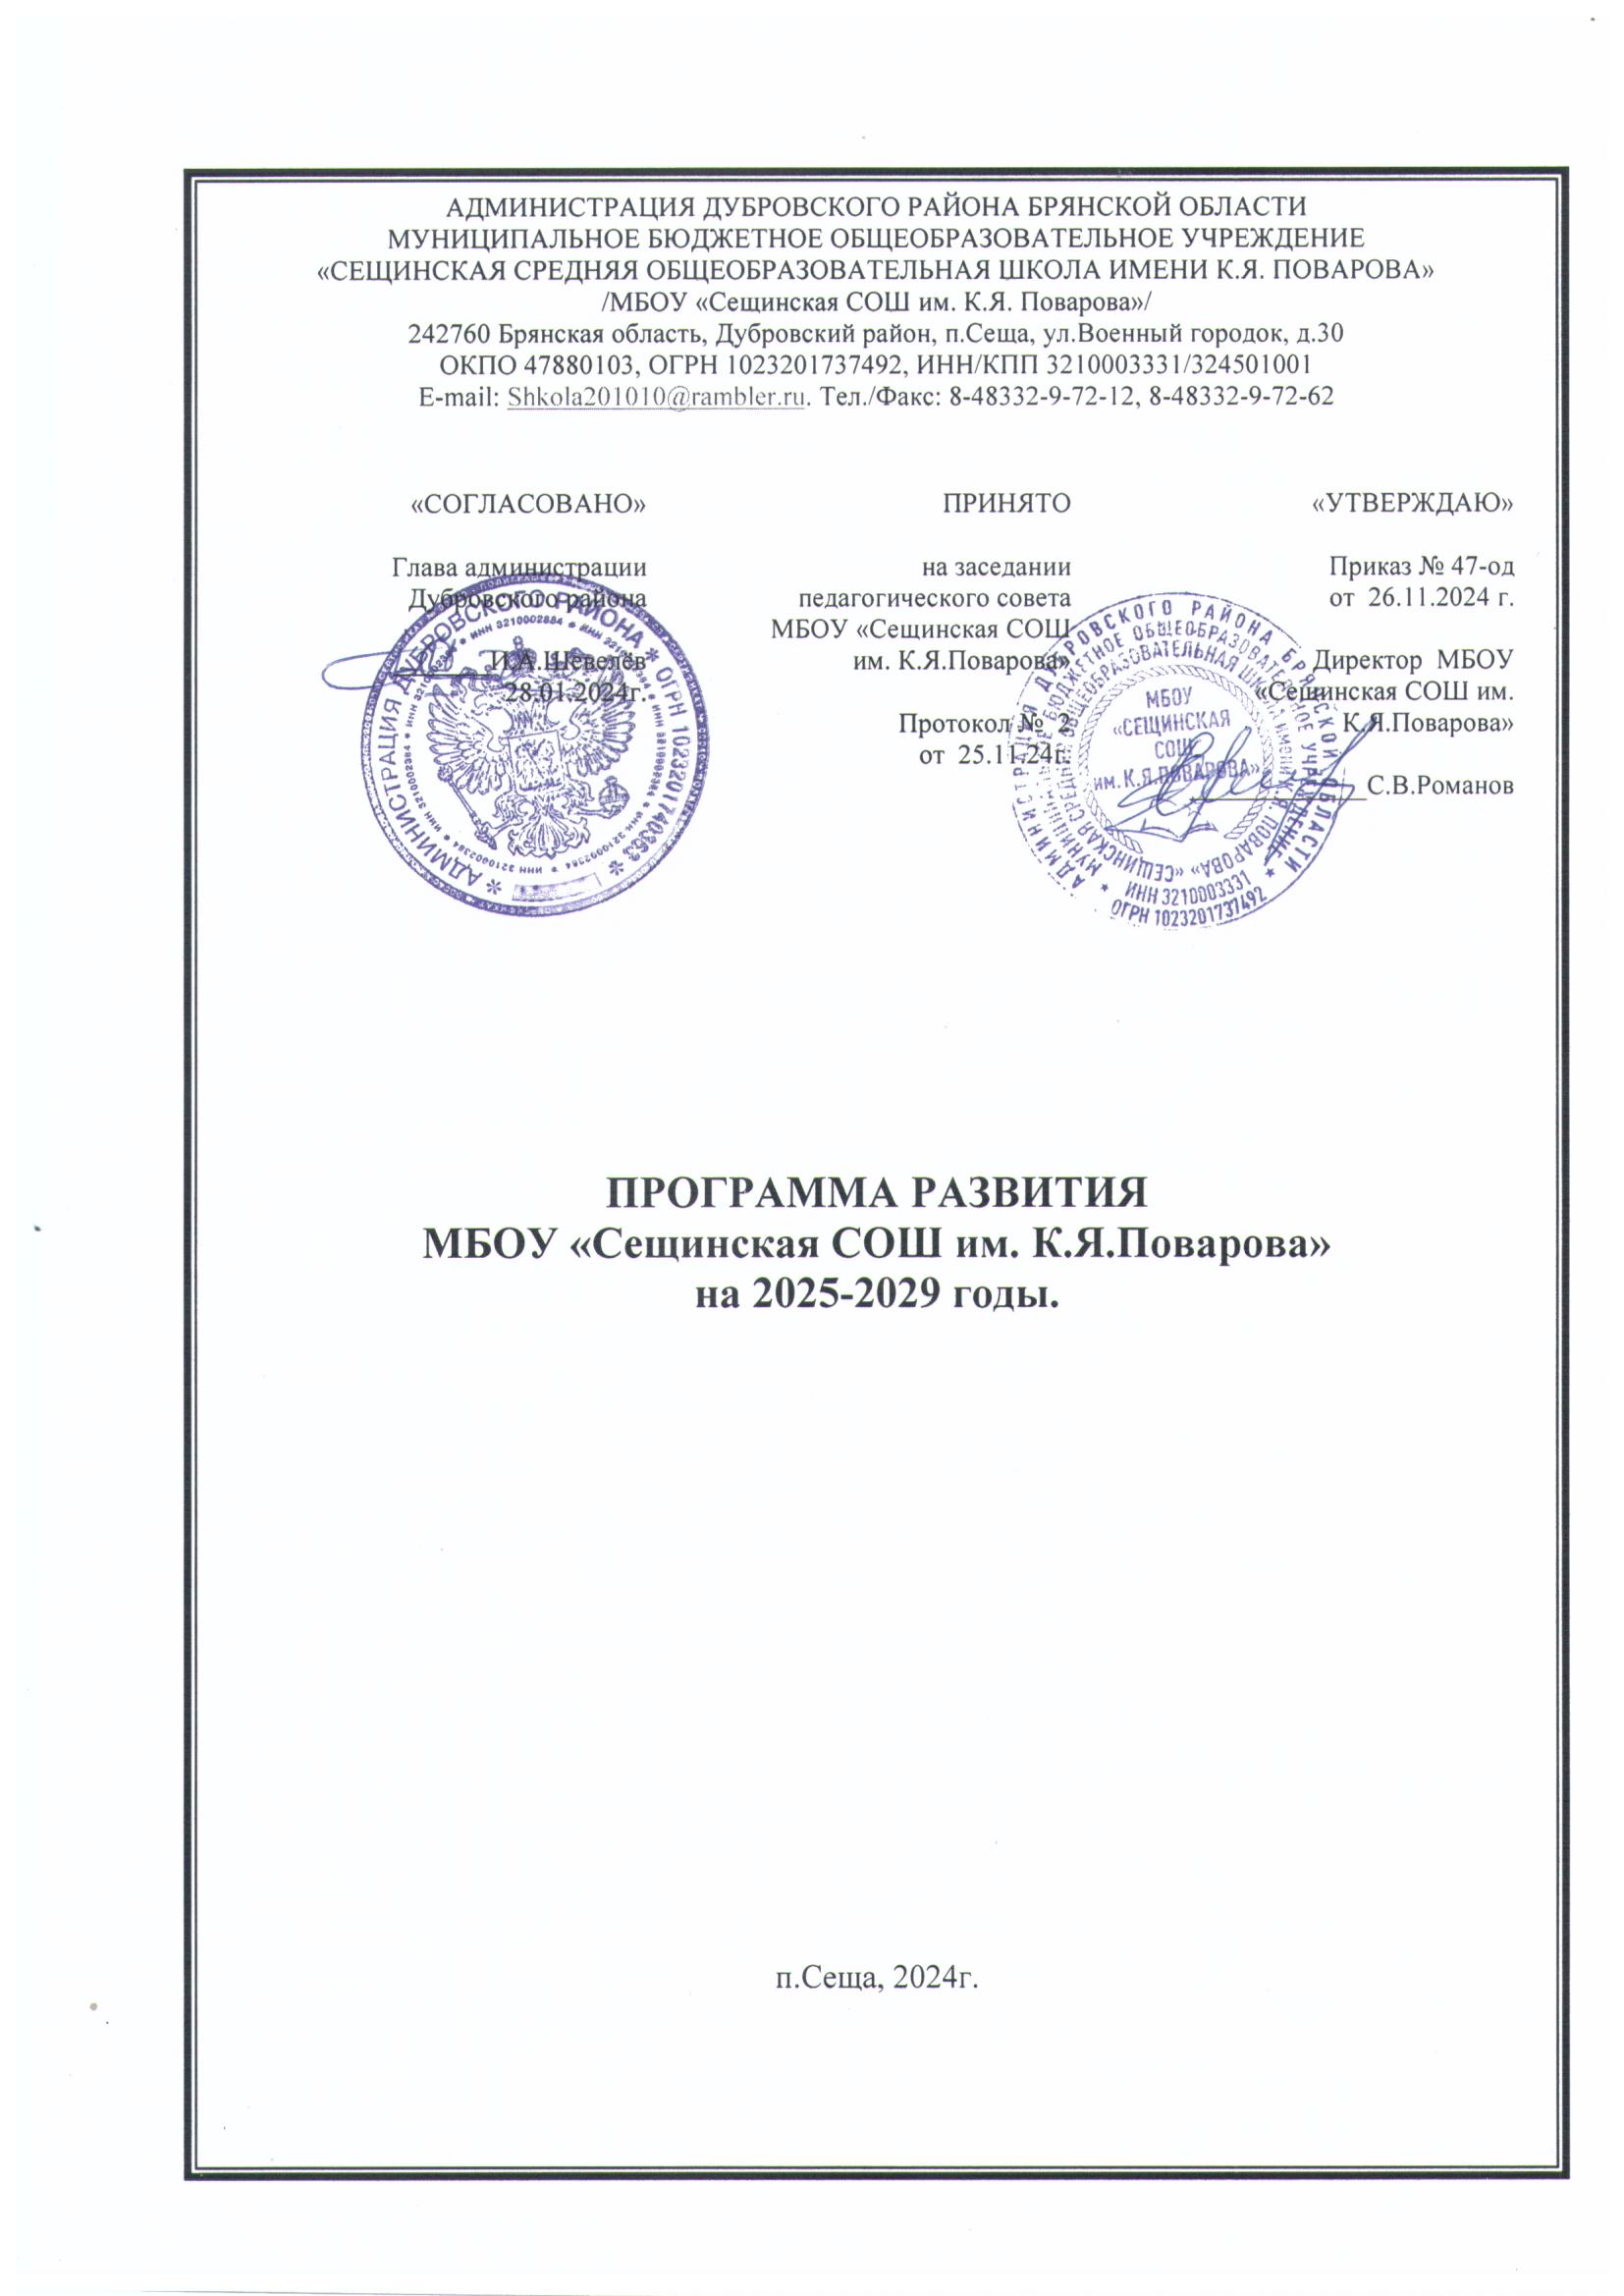 АДМИНИСТРАЦИЯ ДУБРОВСКОГО РАЙОНА БРЯНСКОЙ ОБЛАСТИ
МУНИЦИПАЛЬНОЕ БЮДЖЕТНОЕ ОБЩЕОБРАЗОВАТЕЛЬНОЕ УЧРЕЖДЕНИЕ
«СЕЩИНСКАЯ СРЕДНЯЯ ОБЩЕОБРАЗОВАТЕЛЬНАЯ ШКОЛА ИМЕНИ К.Я. ПОВАРОВА»
/МБОУ «Сещинская СОШ им. К.Я. Поварова»/
242760 Брянская область, Дубровский район, п.Сеща, ул.Военный городок, д.30
ОКПО 47880103, ОГРН 1023201737492, ИНН/КПП 3210003331/324501001
E-mail: Shkola201010@rambler.ru. Тел./Факс: 8-48332-9-72-12, 8-48332-9-72-62
«СОГЛАСОВАНО»
Глава администрации
Дубровского района
И.А.Шевелёв
28.01.2024г.
ПРИНЯТО
на заседании
педагогического совета
МБОУ «Сещинская СОШ
им. К.Я.Поварова»
Протокол № 2
от 25.11.24г.
«УТВЕРЖДАЮ»
Приказ № 47-од
от 26.11.2024 г.
Директор МБОУ
«Сещинская СОШ им.
К.Я.Поварова»
С.В.Романов
АДМИНИСТРАЦИЯ ДУБРОВСКОГО РАЙОНА * ОГРН 1023201740363 *
МБОУ
«СЕЩИНСКАЯ
СОШ
им. К.Я.ПОВАРОВА»
ИНН 3210003331
ОГРН 1023201737492
ПРОГРАММА РАЗВИТИЯ
МБОУ «Сещинская СОШ им. К.Я.Поварова»
на 2025-2029 годы.
п.Сеща, 2024г.